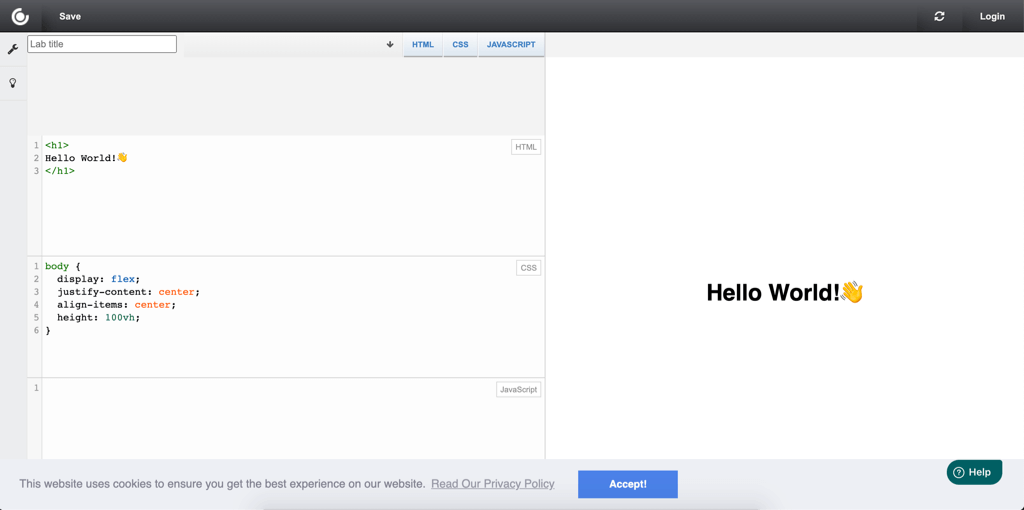 Save
Login
Lab title
HTML
CSS
JAVASCRIPT
1 <h1>
2 Hello World!👋
3 </h1>
HTML
1 body {
2 display: flex;
3 justify-content: center;
4 align-items: center;
5 height: 100vh;
6 }
CSS
1
JavaScript
Hello World!👋
Help
This website uses cookies to ensure you get the best experience on our website. Read Our Privacy Policy
Accept!